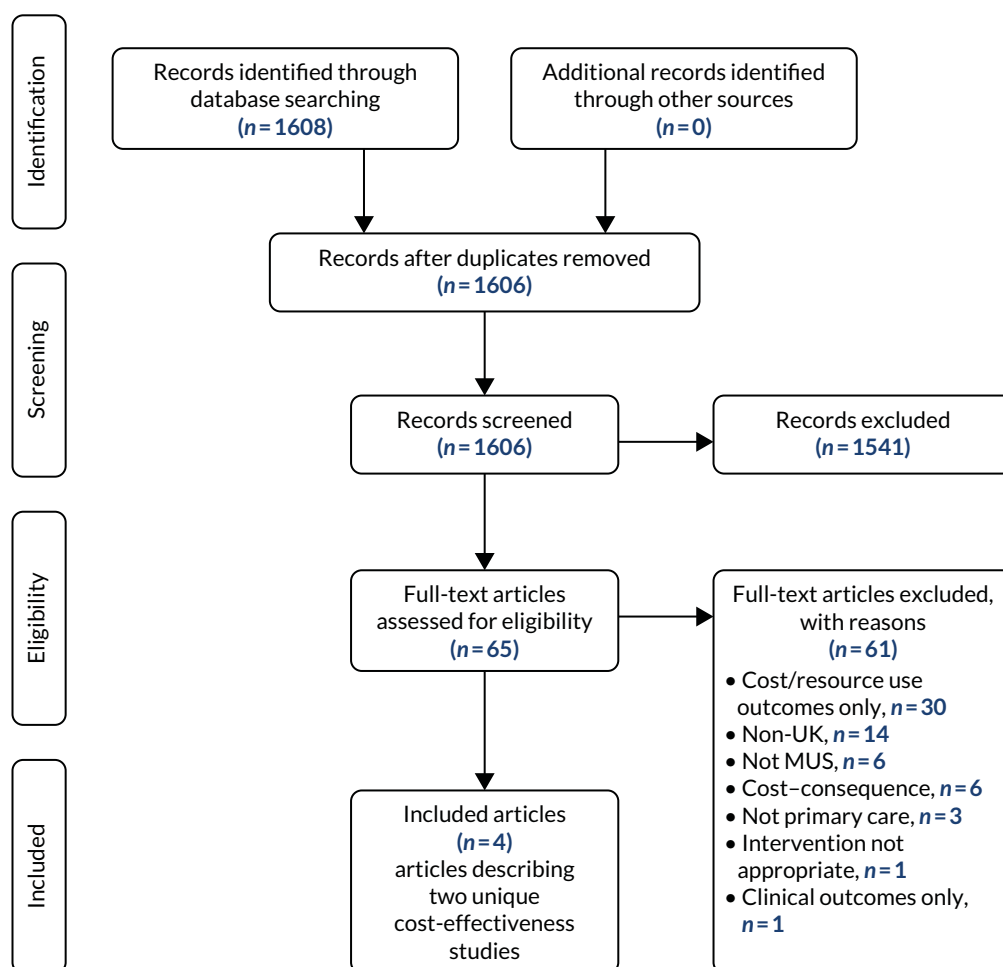 Identification
Records identified through
database searching
(n=1608)
Additional records identified
through other sources
(n=0)
Records after duplicates removed
(n=1606)
Screening
Records screened
(n=1606)
Records excluded
(n=1541)
Eligibility
Full-text articles
assessed for eligibility
(n=65)
Full-text articles excluded,
with reasons
(n=61)
• Cost/resource use
outcomes only, n=30
• Non-UK, n=14
• Not MUS, n=6
• Cost–consequence, n=6
• Not primary care, n=3
• Intervention not
appropriate, n=1
• Clinical outcomes only,
n=1
Included
Included articles
(n=4)
articles describing
two unique
cost-effectiveness
studies